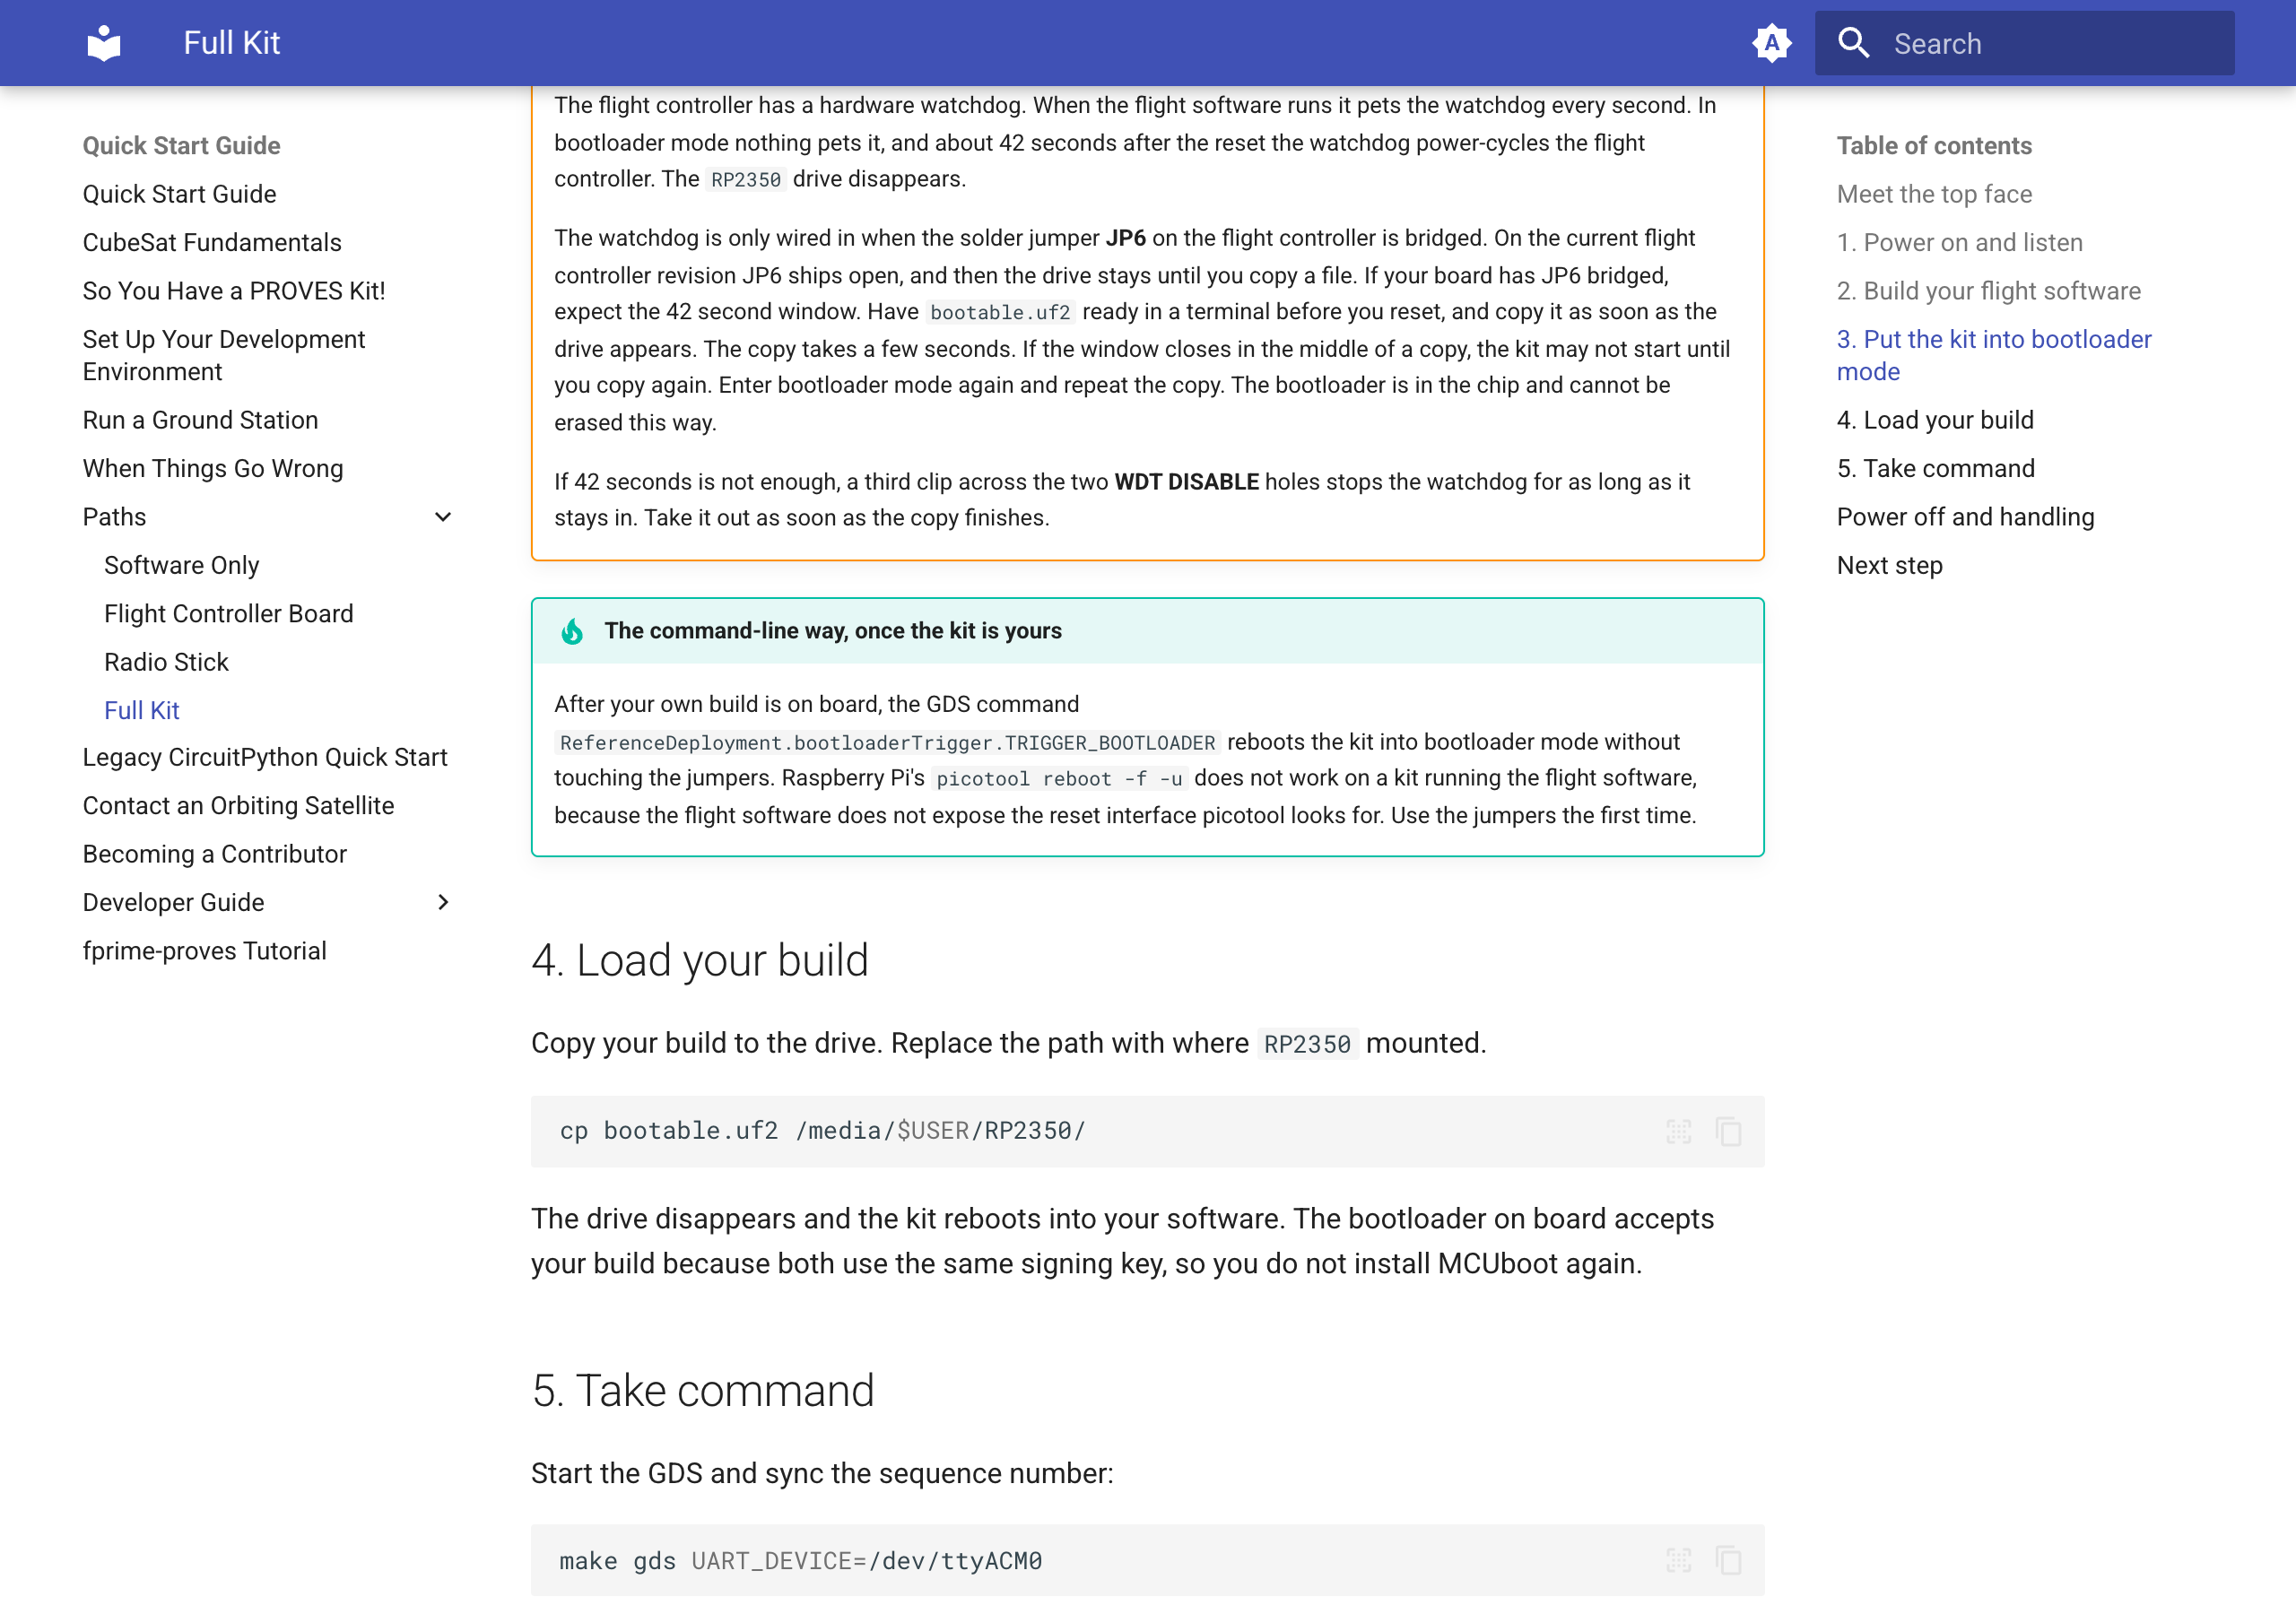 Full Kit
A
Search
Quick Start Guide
Quick Start Guide
CubeSat Fundamentals
So You Have a PROVES Kit!
Set Up Your Development
Environment
Run a Ground Station
When Things Go Wrong
Paths
Software Only
Flight Controller Board
Radio Stick
Full Kit
Legacy CircuitPython Quick Start
Contact an Orbiting Satellite
Becoming a Contributor
Developer Guide
fprime-proves Tutorial
The flight controller has a hardware watchdog. When the flight software runs it pets the watchdog every second. In
bootloader mode nothing pets it, and about 42 seconds after the reset the watchdog power-cycles the flight
controller. The RP2350 drive disappears.
The watchdog is only wired in when the solder jumper JP6 on the flight controller is bridged. On the current flight
controller revision JP6 ships open, and then the drive stays until you copy a file. If your board has JP6 bridged,
expect the 42 second window. Have bootable.uf2 ready in a terminal before you reset, and copy it as soon as the
drive appears. The copy takes a few seconds. If the window closes in the middle of a copy, the kit may not start until
you copy again. Enter bootloader mode again and repeat the copy. The bootloader is in the chip and cannot be
erased this way.
If 42 seconds is not enough, a third clip across the two WDT DISABLE holes stops the watchdog for as long as it
stays in. Take it out as soon as the copy finishes.
The command-line way, once the kit is yours
After your own build is on board, the GDS command
ReferenceDeployment.bootloaderTrigger.TRIGGER_BOOTLOADER reboots the kit into bootloader mode without
touching the jumpers. Raspberry Pi's picotool reboot -f -u does not work on a kit running the flight software,
because the flight software does not expose the reset interface picotool looks for. Use the jumpers the first time.
4. Load your build
Copy your build to the drive. Replace the path with where RP2350 mounted.
cp bootable.uf2 /media/$USER/RP2350/
The drive disappears and the kit reboots into your software. The bootloader on board accepts
your build because both use the same signing key, so you do not install MCUboot again.
5. Take command
Start the GDS and sync the sequence number:
make gds UART_DEVICE=/dev/ttyACM0
Table of contents
Meet the top face
1. Power on and listen
2. Build your flight software
3. Put the kit into bootloader
mode
4. Load your build
5. Take command
Power off and handling
Next step